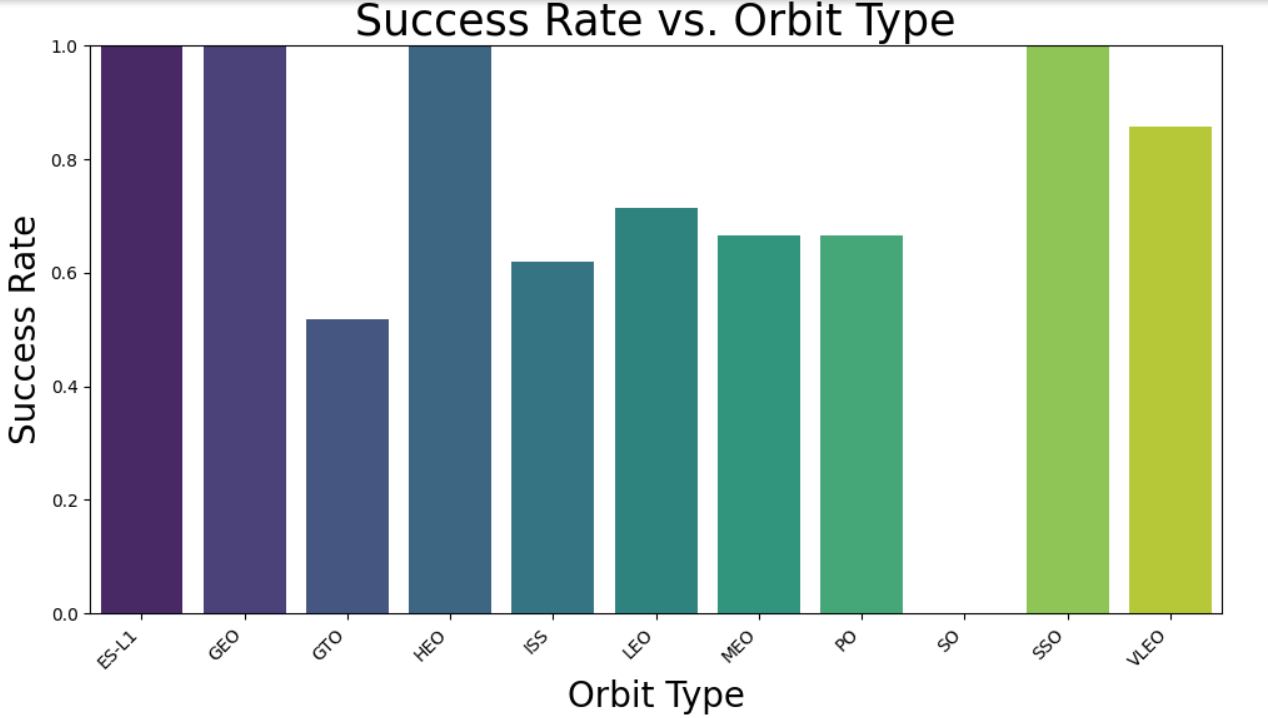 Success Rate vs. Orbit Type
Success Rate
1.0
0.8
0.6
0.4
0.2
0.0
ES-L1
GEO
GTO
HEO
ISS
LEO
MEO
PO
SO
SSO
VLEO
Orbit Type